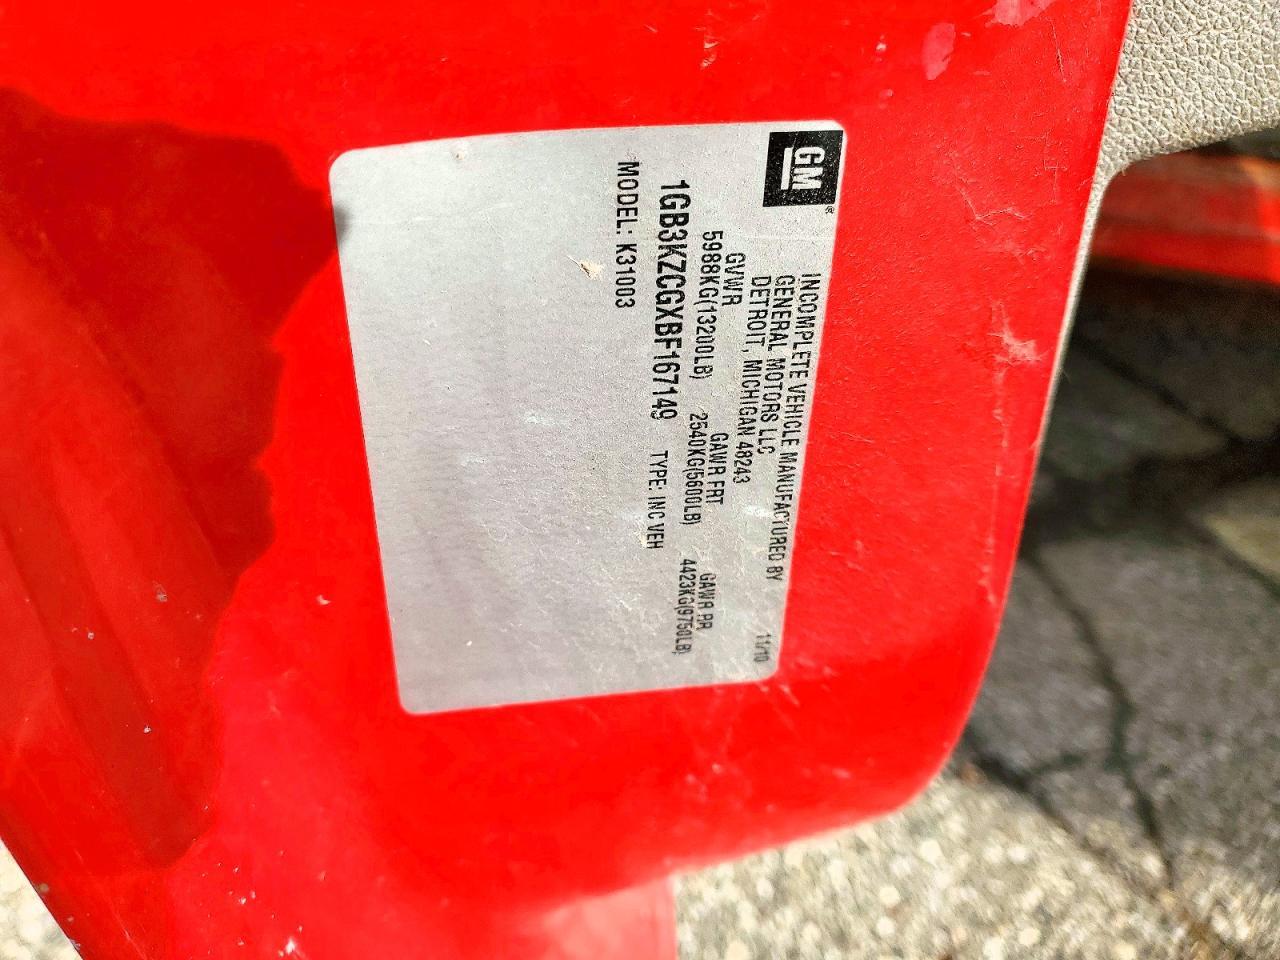 GM®
INCOMPLETE VEHICLE MANUFACTURED BY
GENERAL MOTORS LLC
DETROIT, MICHIGAN 48243
11/10
GVWR GAWR FRT GAWR RR
5988KG(13200LB) 2540KG(5600LB) 4423KG(9750LB)
1GB3KZCGXBF167149 TYPE: INC VEH
MODEL: K31003